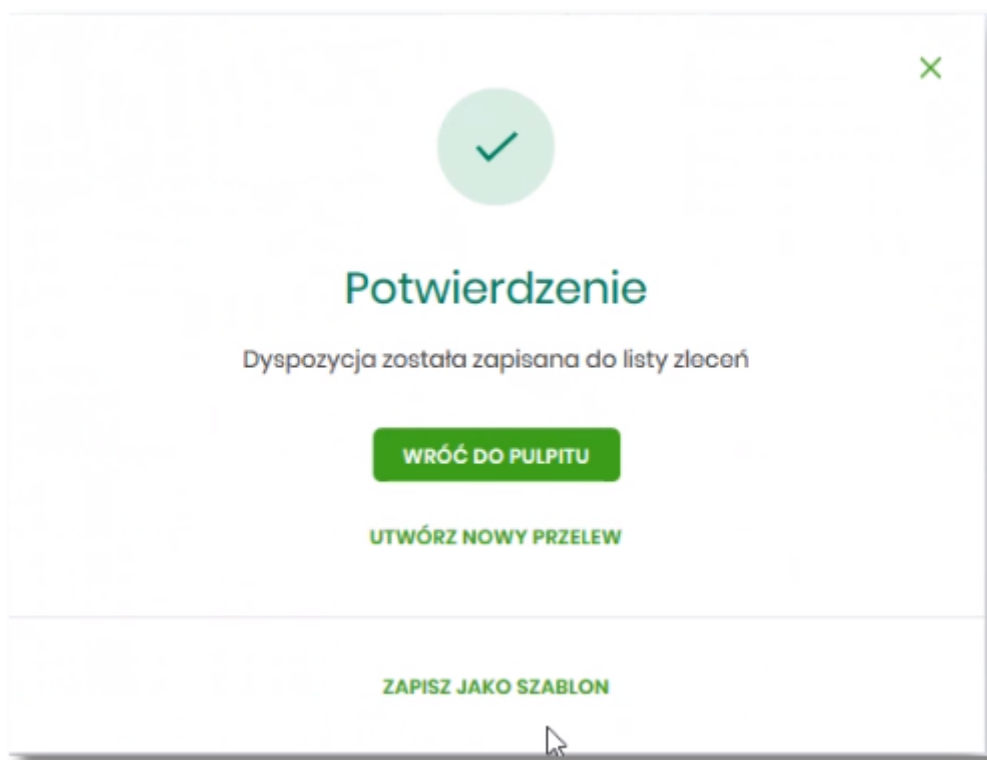 Potwierdzenie
Dyspozycja została zapisana do listy zleceń
WRÓĆ DO PULPITU
UTWÓRZ NOWY PRZELEW
ZAPISZ JAKO SZABLON